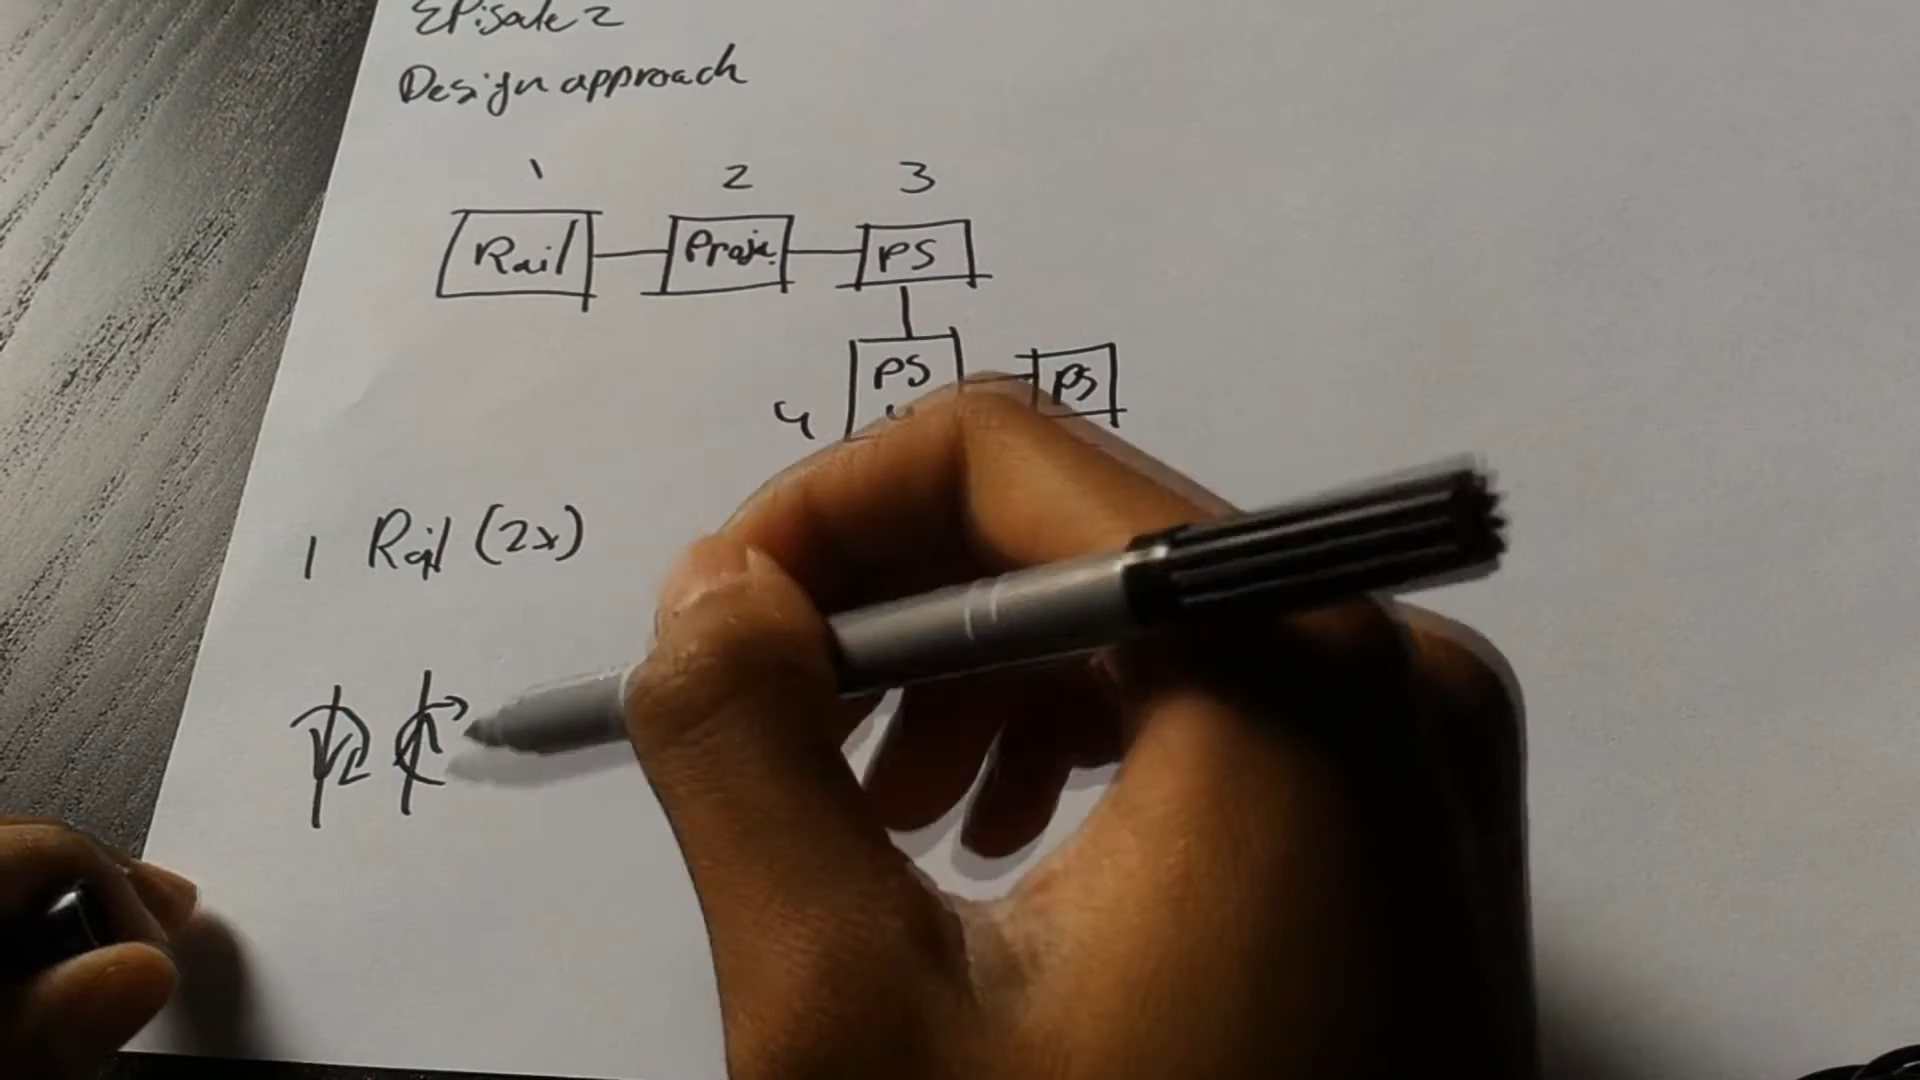 Episode 2
Design approach
1 2 3
Rail Proje. PS
PS PS
4
1 Rail (2x)